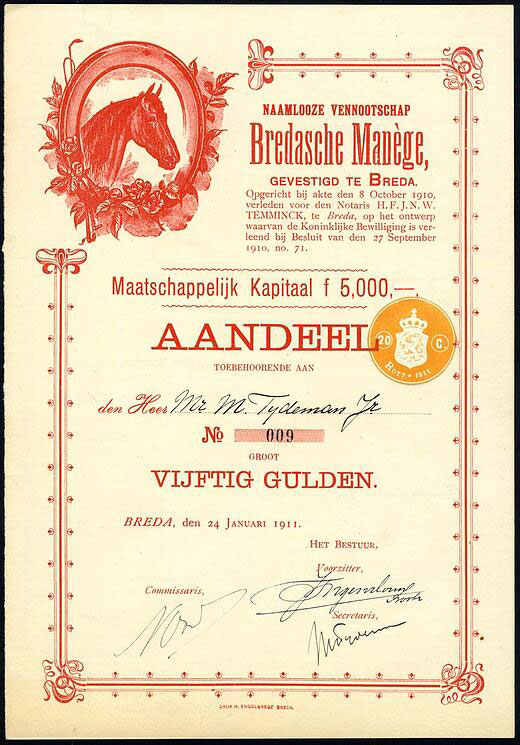 NAAMLOOZE VENNOOTSCHAP
Bredasche Manège,
GEVESTIGD TE BREDA.
Opgericht bij akte den 8 October 1910,
verleden voor den Notaris H. F. J. N. W.
TEMMINCK, te Breda, op het ontwerp
waarvan de Koninklijke Bewilliging is ver-
leend bij Besluit van den 27 September
1910, no. 71.
Maatschappelijk Kapitaal f 5,000,—.
AANDEEL
20 C.
ROTT. 1911
TOEBEHOORENDE AAN
den Heer Mr M. Tydeman Jr
No 009
GROOT
VIJFTIG GULDEN.
BREDA, den 24 JANUARI 1911.
HET BESTUUR.
Voorzitter,
Commissaris,
Secretaris,
DRUK H. ENGELBREGT BREDA.